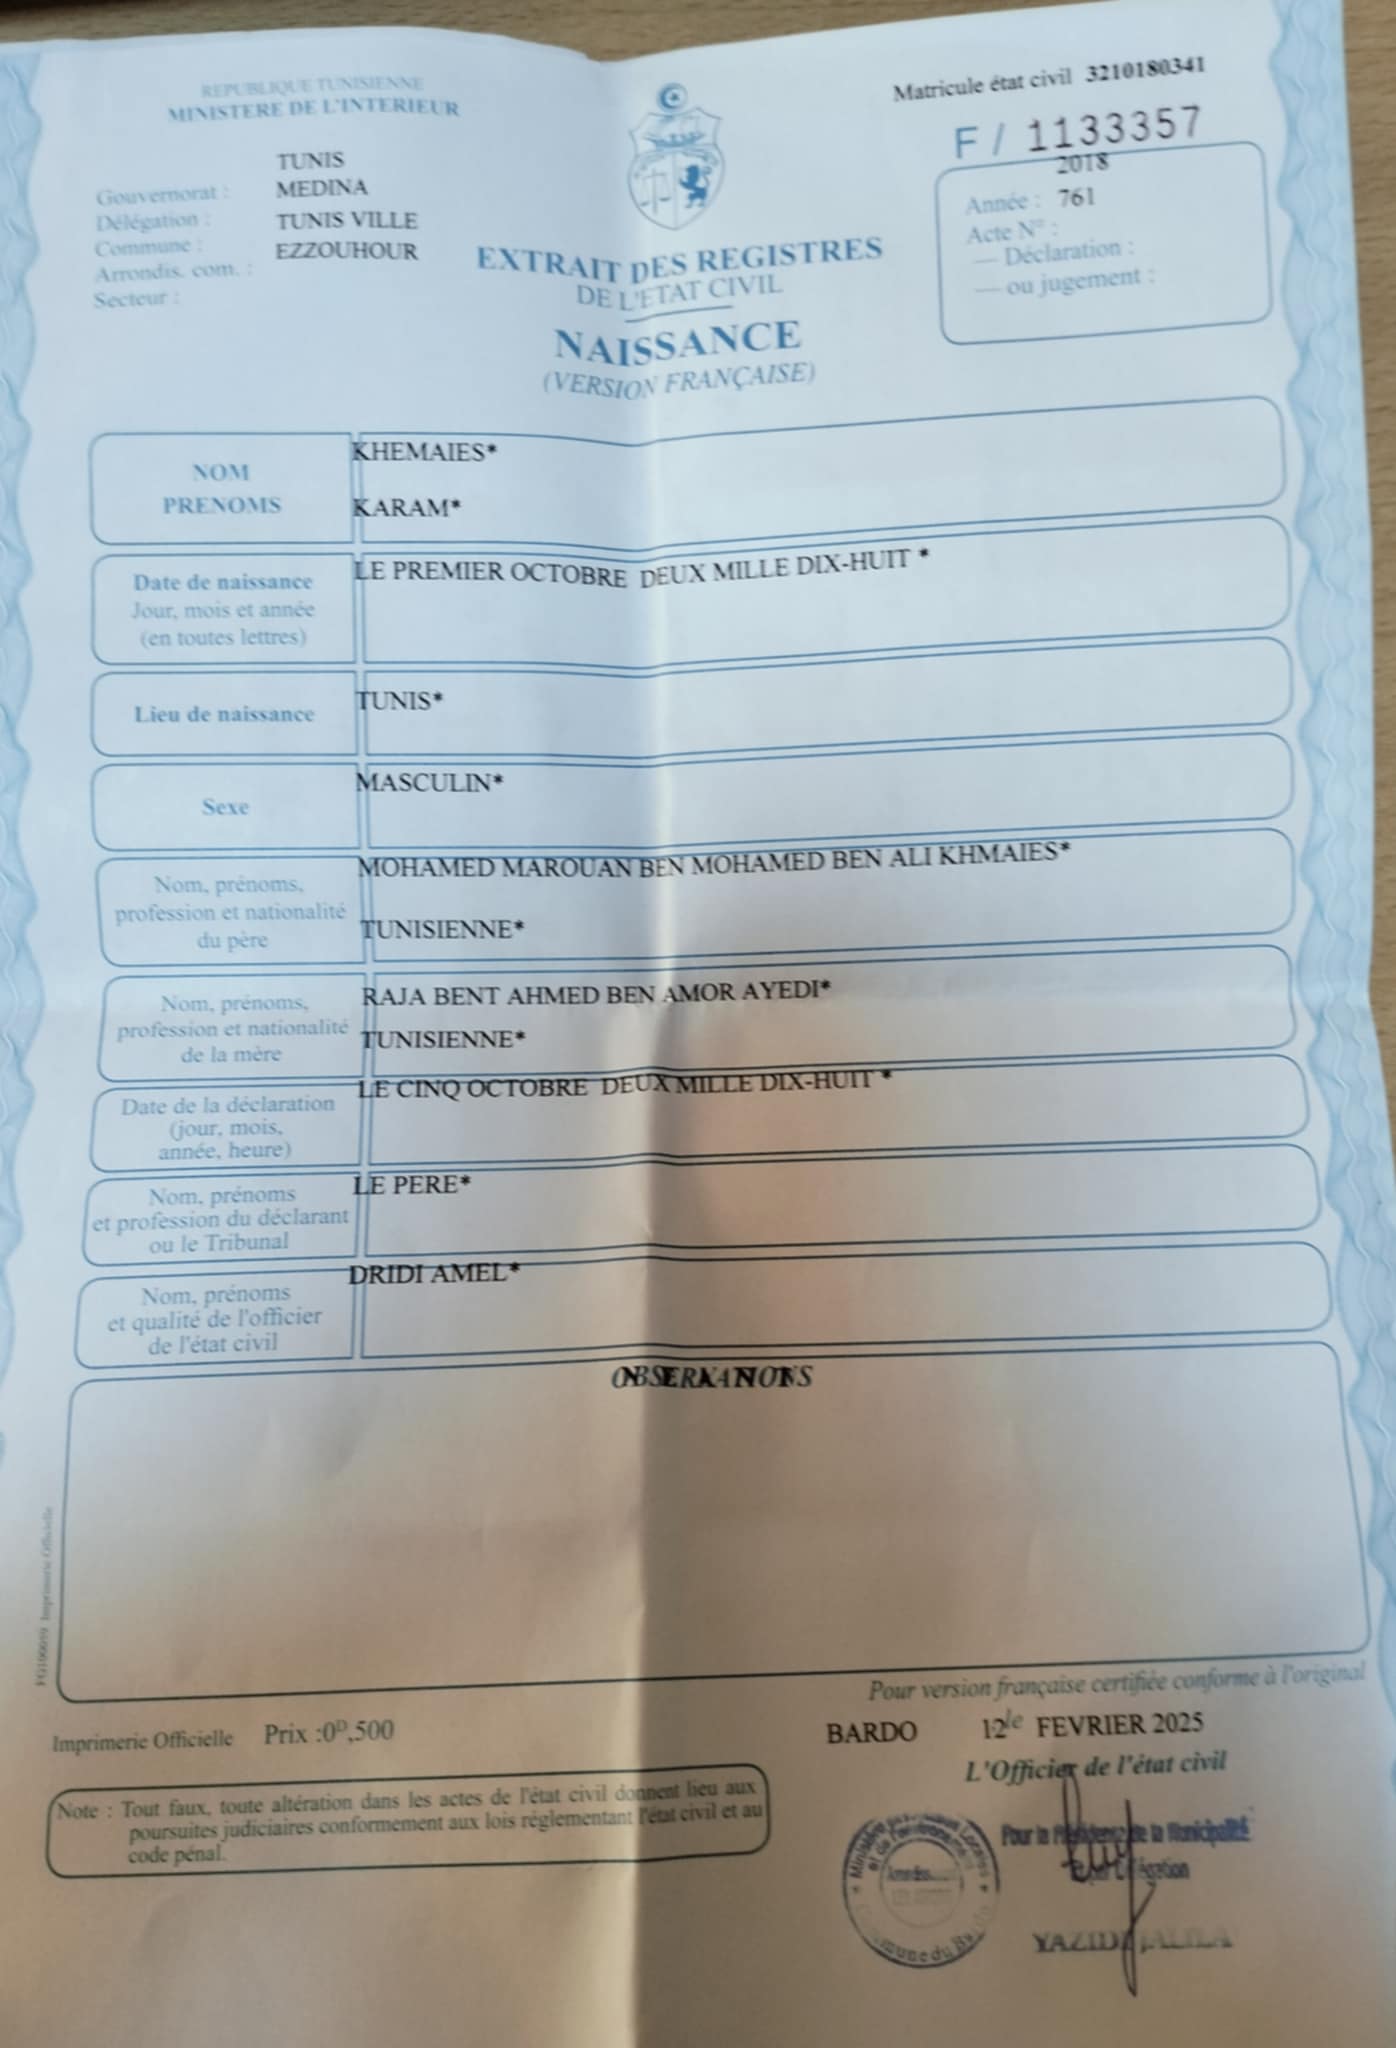 REPUBLIQUE TUNISIENNE
MINISTERE DE L'INTERIEUR
Matricule état civil 3210180341
F / 1133357
TUNIS
Gouvernorat : MEDINA
Délégation : TUNIS VILLE
Commune : EZZOUHOUR
Arrondis. com. :
Secteur :
2018
Année : 761
Acte N° :
— Déclaration :
— ou jugement :
EXTRAIT DES REGISTRES
DE L'ETAT CIVIL
NAISSANCE
(VERSION FRANÇAISE)
NOM
PRENOMS
KHEMAIES*
KARAM*
Date de naissance
Jour, mois et année
(en toutes lettres)
LE PREMIER OCTOBRE DEUX MILLE DIX-HUIT *
Lieu de naissance
TUNIS*
Sexe
MASCULIN*
Nom, prénoms,
profession et nationalité
du père
MOHAMED MAROUAN BEN MOHAMED BEN ALI KHMAIES*
TUNISIENNE*
Nom, prénoms,
profession et nationalité
de la mère
RAJA BENT AHMED BEN AMOR AYEDI*
TUNISIENNE*
Date de la déclaration
(jour, mois,
année, heure)
LE CINQ OCTOBRE DEUX MILLE DIX-HUIT *
Nom, prénoms
et profession du déclarant
ou le Tribunal
LE PERE*
Nom, prénoms
et qualité de l'officier
de l'état civil
DRIDI AMEL*
OBSERVATIONS
Imprimerie Officielle
Pour version française certifiée conforme à l'original
Imprimerie Officielle Prix :0ᴰ,500
BARDO 12 le FEVRIER 2025
L'Officier de l'état civil
Note : Tout faux, toute altération dans les actes de l'état civil donnent lieu aux
poursuites judiciaires conformement aux lois réglementant l'état civil et au
code pénal.
Pour la Présidence de la Municipalité
et par Délégation
YAZIDI JALILA